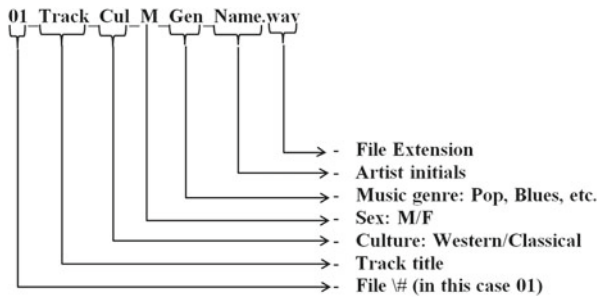 01_Track_Cul_M_Gen_Name.wav
- File Extension
- Artist initials
- Music genre: Pop, Blues, etc.
- Sex: M/F
- Culture: Western/Classical
- Track title
- File \# (in this case 01)